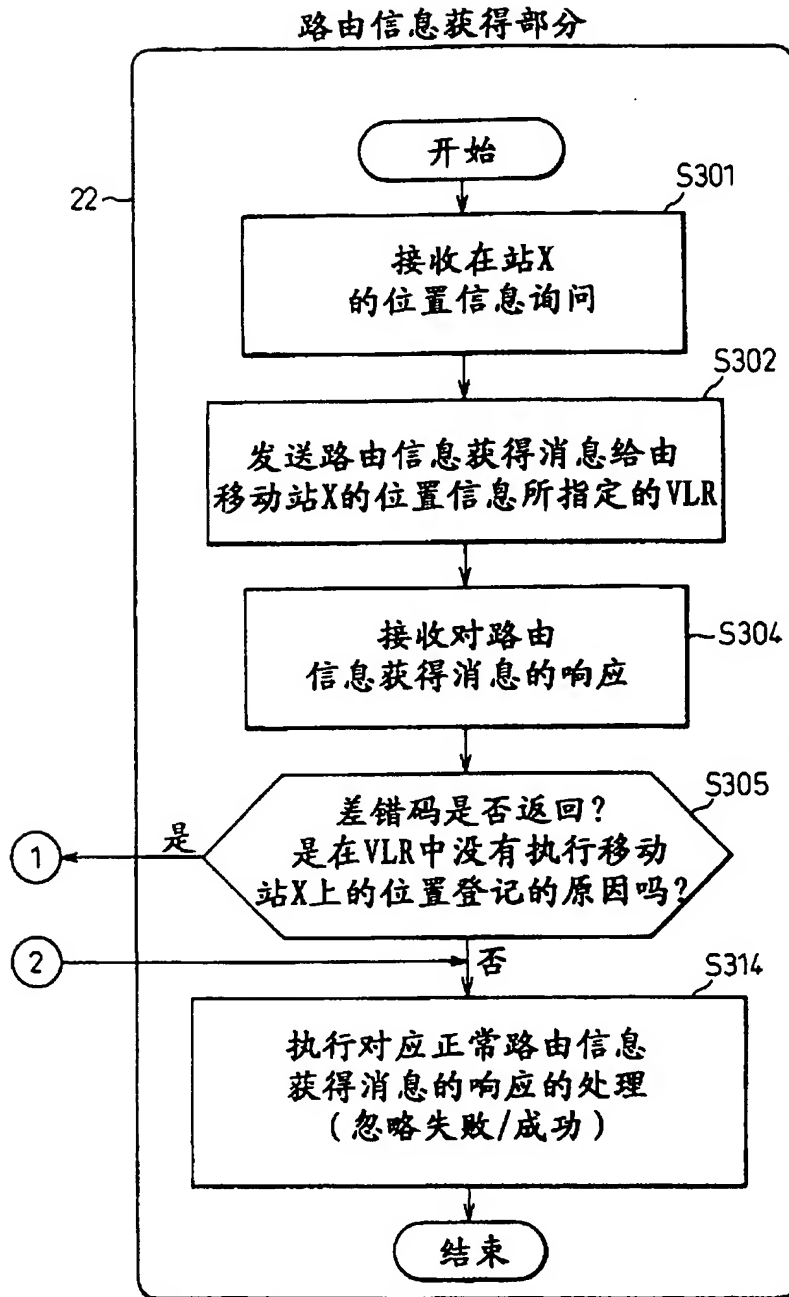 路由信息获得部分
开始
22
S301
接收在站X
的位置信息询问
S302
发送路由信息获得消息给由
移动站X的位置信息所指定的VLR
接收对路由
信息获得消息的响应
S304
S305
差错码是否返回?
是在VLR中没有执行移动
站X上的位置登记的原因吗?
是
1
2
否
S314
执行对应正常路由信息
获得消息的响应的处理
(忽略失败/成功)
结束